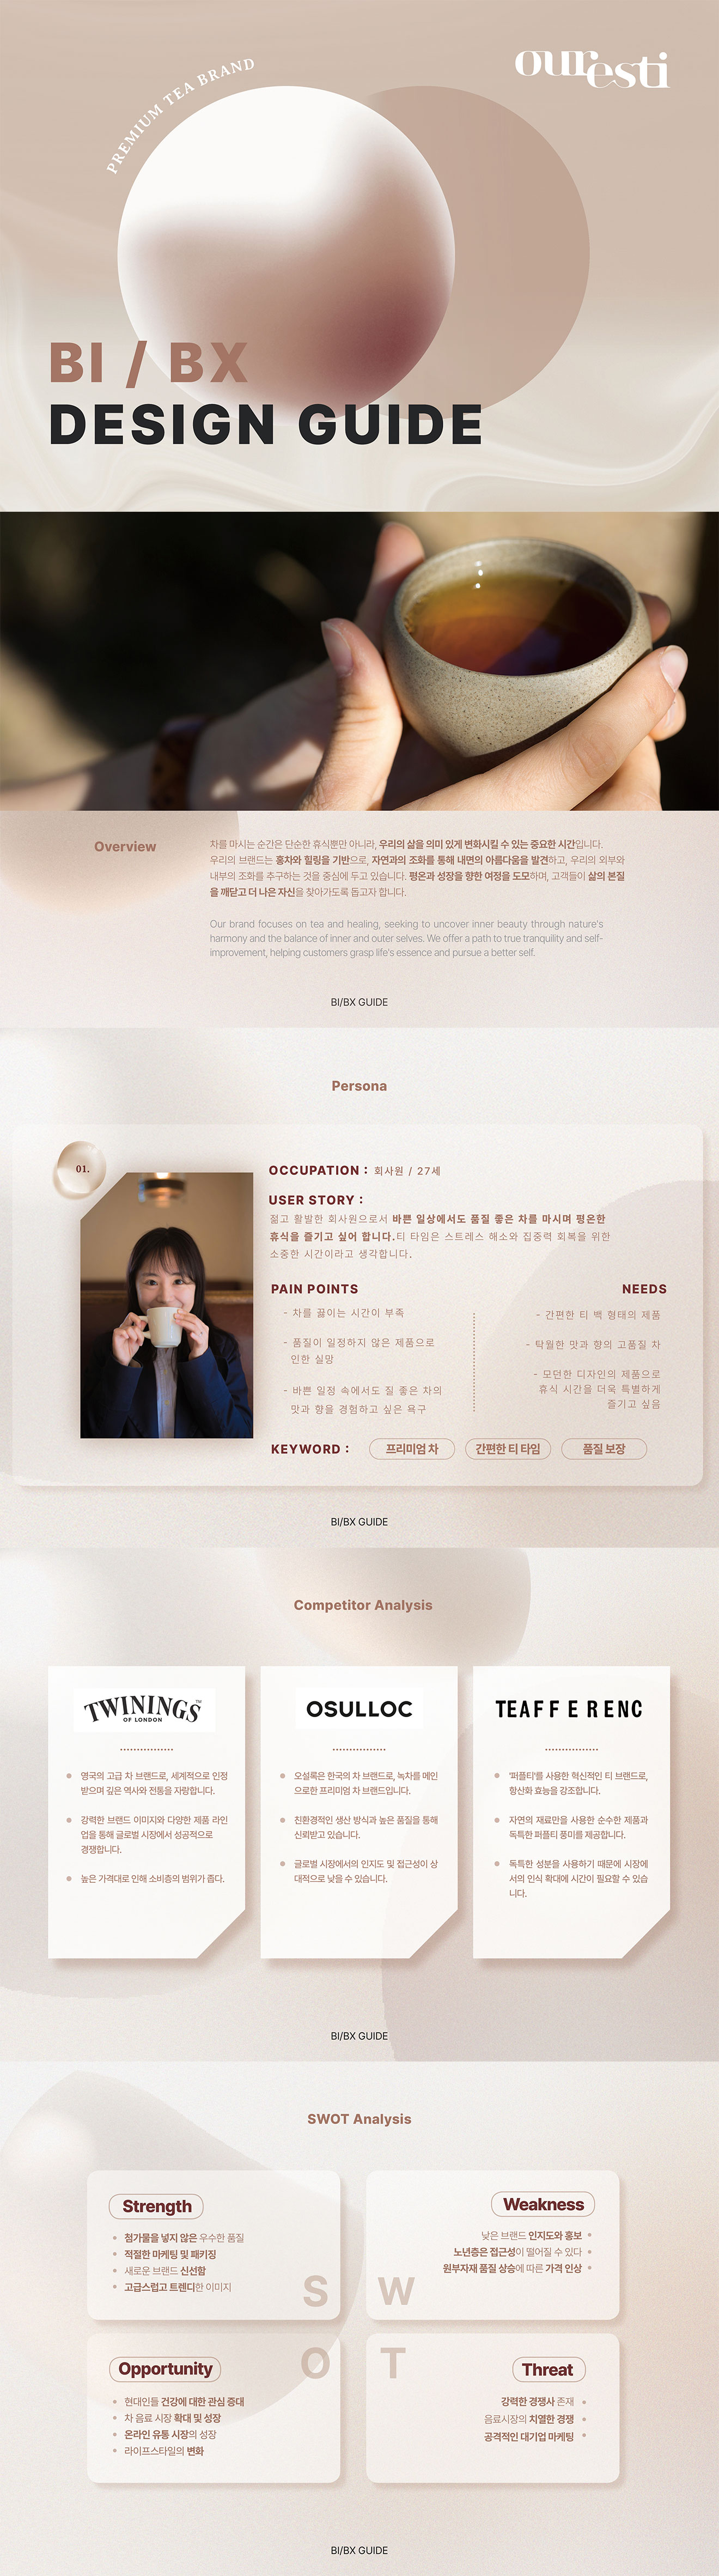 PREMIUM TEA BRAND
ouresti
BI / BX
DESIGN GUIDE
Overview
차를 마시는 순간은 단순한 휴식뿐만 아니라, 우리의 삶을 의미 있게 변화시킬 수 있는 중요한 시간입니다.
우리의 브랜드는 홍차와 힐링을 기반으로, 자연과의 조화를 통해 내면의 아름다움을 발견하고, 우리의 외부와
내부의 조화를 추구하는 것을 중심에 두고 있습니다. 평온과 성장을 향한 여정을 도모하며, 고객들이 삶의 본질
을 깨닫고 더 나은 자신을 찾아가도록 돕고자 합니다.
Our brand focuses on tea and healing, seeking to uncover inner beauty through nature's
harmony and the balance of inner and outer selves. We offer a path to true tranquility and self-
improvement, helping customers grasp life's essence and pursue a better self.
BI/BX GUIDE
Persona
01.
OCCUPATION : 회사원 / 27세
USER STORY :
젊고 활발한 회사원으로서 바쁜 일상에서도 품질 좋은 차를 마시며 평온한
휴식을 즐기고 싶어 합니다.티 타임은 스트레스 해소와 집중력 회복을 위한
소중한 시간이라고 생각합니다.
PAIN POINTS
- 차를 끓이는 시간이 부족
- 품질이 일정하지 않은 제품으로
인한 실망
- 바쁜 일정 속에서도 질 좋은 차의
맛과 향을 경험하고 싶은 욕구
NEEDS
- 간편한 티 백 형태의 제품
- 탁월한 맛과 향의 고품질 차
- 모던한 디자인의 제품으로
휴식 시간을 더욱 특별하게
즐기고 싶음
KEYWORD : 프리미엄 차 간편한 티 타임 품질 보장
BI/BX GUIDE
Competitor Analysis
TWININGS™
OF LONDON
• 영국의 고급 차 브랜드로, 세계적으로 인정
받으며 깊은 역사와 전통을 자랑합니다.
• 강력한 브랜드 이미지와 다양한 제품 라인
업을 통해 글로벌 시장에서 성공적으로
경쟁합니다.
• 높은 가격대로 인해 소비층의 범위가 좁다.
OSULLOC
• 오설록은 한국의 차 브랜드로, 녹차를 메인
으로한 프리미엄 차 브랜드입니다.
• 친환경적인 생산 방식과 높은 품질을 통해
신뢰받고 있습니다.
• 글로벌 시장에서의 인지도 및 접근성이 상
대적으로 낮을 수 있습니다.
TEAFFERENC
• '퍼플티'를 사용한 혁신적인 티 브랜드로,
항산화 효능을 강조합니다.
• 자연의 재료만을 사용한 순수한 제품과
독특한 퍼플티 풍미를 제공합니다.
• 독특한 성분을 사용하기 때문에 시장에
서의 인식 확대에 시간이 필요할 수 있습
니다.
BI/BX GUIDE
SWOT Analysis
Strength
• 첨가물을 넣지 않은 우수한 품질
• 적절한 마케팅 및 패키징
• 새로운 브랜드 신선함
• 고급스럽고 트렌디한 이미지
S
Weakness
낮은 브랜드 인지도와 홍보 •
노년층은 접근성이 떨어질 수 있다 •
원부자재 품질 상승에 따른 가격 인상 •
W
Opportunity
• 현대인들 건강에 대한 관심 증대
• 차 음료 시장 확대 및 성장
• 온라인 유통 시장의 성장
• 라이프스타일의 변화
O
Threat
강력한 경쟁사 존재 •
음료시장의 치열한 경쟁 •
공격적인 대기업 마케팅 •
T
BI/BX GUIDE